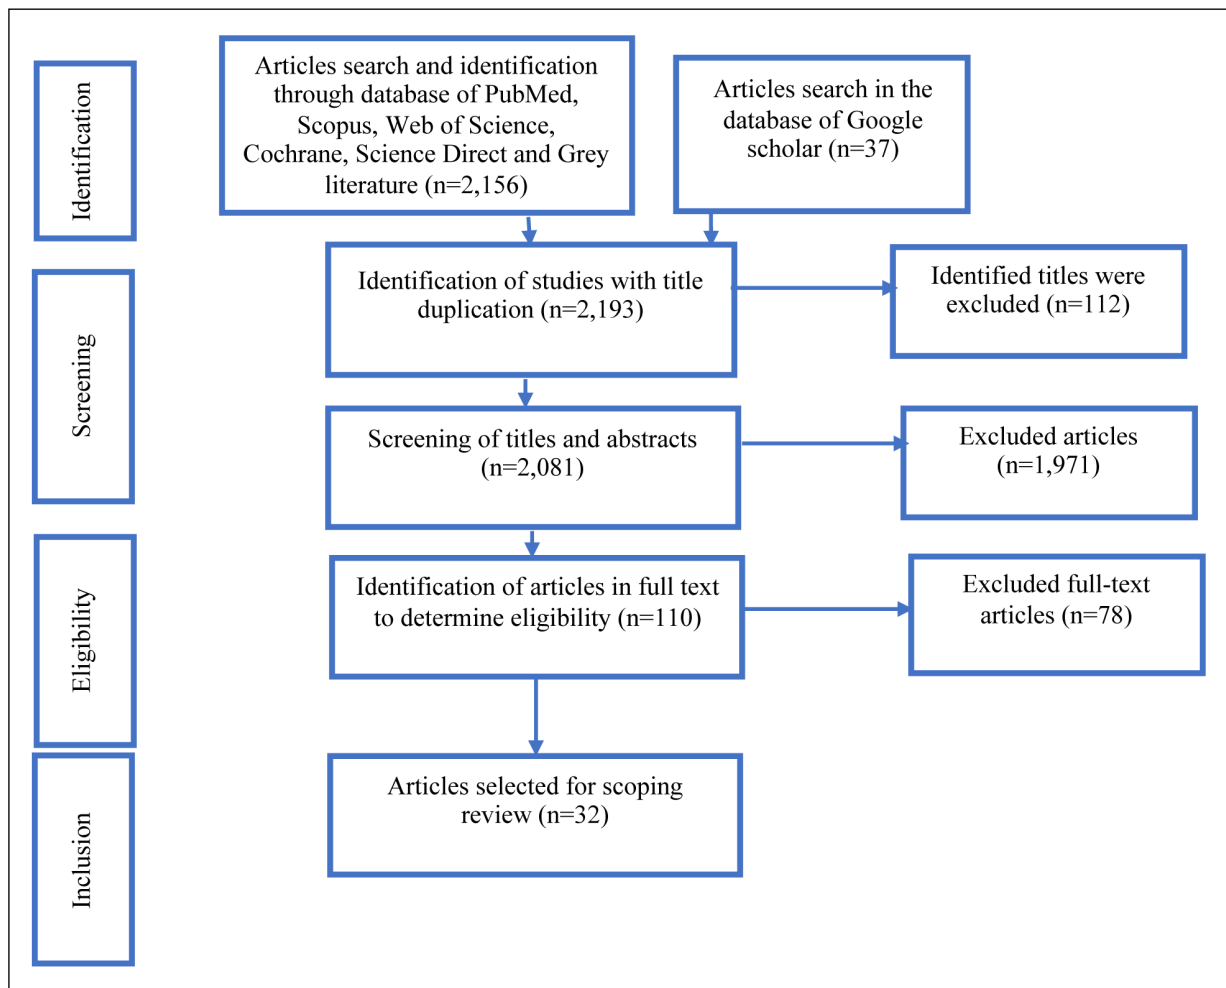 Identification
Articles search and identification
through database of PubMed,
Scopus, Web of Science,
Cochrane, Science Direct and Grey
literature (n=2,156)
Articles search in the
database of Google
scholar (n=37)
Screening
Identification of studies with title
duplication (n=2,193)
Identified titles were
excluded (n=112)
Screening of titles and abstracts
(n=2,081)
Excluded articles
(n=1,971)
Eligibility
Identification of articles in full text
to determine eligibility (n=110)
Excluded full-text
articles (n=78)
Inclusion
Articles selected for scoping
review (n=32)